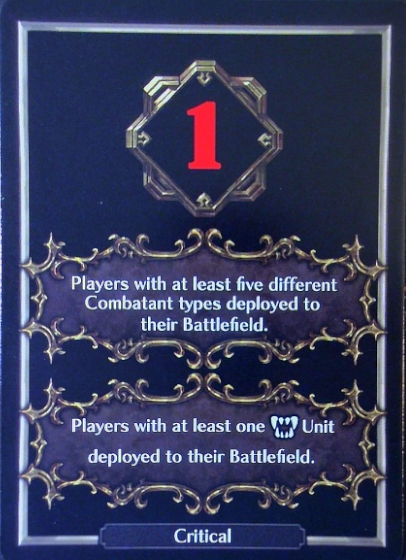 1
Players with at least five different
Combatant types deployed to
their Battlefield.
Players with at least one Unit
deployed to their Battlefield.
Critical